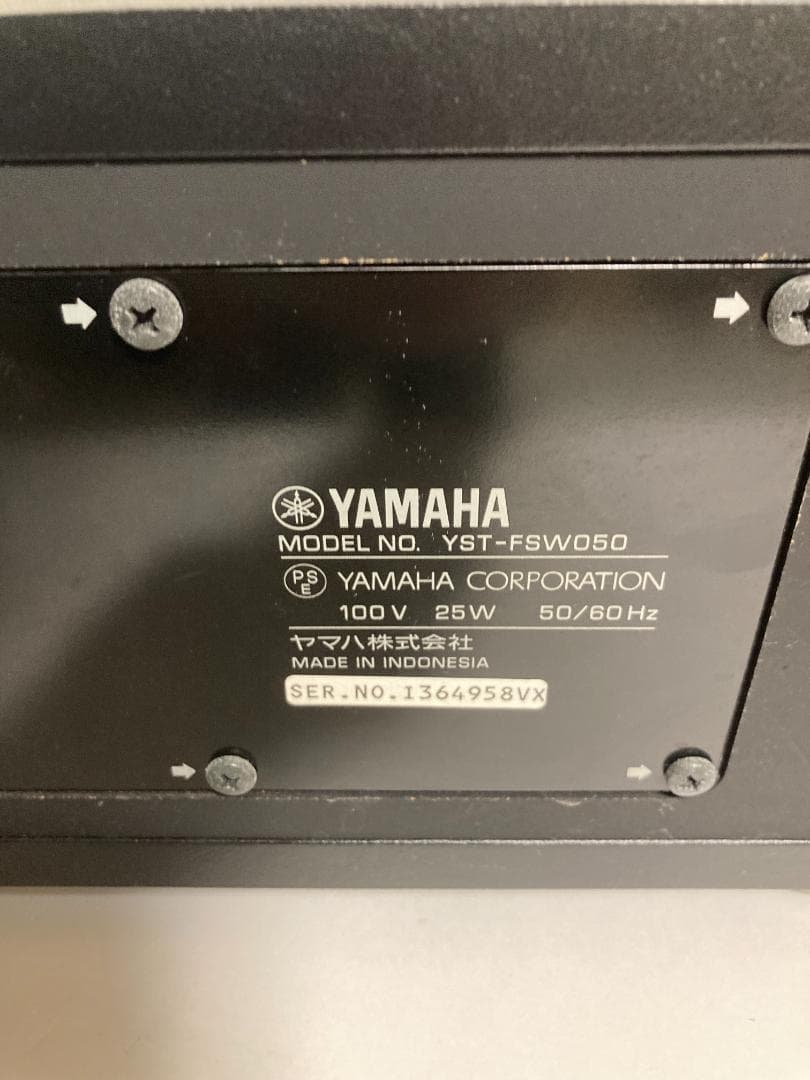 YAMAHA
MODEL NO. YST-FSW050
PSE YAMAHA CORPORATION
100V 25W 50/60Hz
ヤマハ株式会社
MADE IN INDONESIA
SER.NO.I364958VX